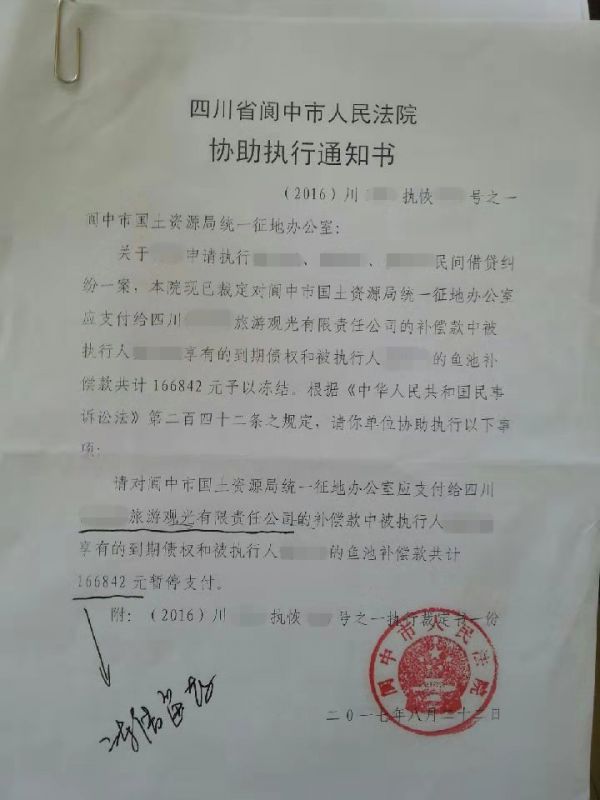 四川省阆中市人民法院
协助执行通知书
（2016）川 执恢 号之一
阆中市国土资源局统一征地办公室：
关于 申请执行 、 、 民间借贷纠
纷一案，本院现已裁定对阆中市国土资源局统一征地办公室
应支付给四川 旅游观光有限责任公司的补偿款中被
执行人 享有的到期债权和被执行人 的鱼池补
偿款共计166842元予以冻结。根据《中华人民共和国民事
诉讼法》第二百四十二条之规定，请你单位协助执行以下事
项：
请对阆中市国土资源局统一征地办公室应支付给四川
旅游观光有限责任公司的补偿款中被执行人
享有的到期债权和被执行人 的鱼池补偿款共计
166842元暂停支付。
附：（2016）川 执恢 号之一执行裁定书一份
阆中市人民法院
二〇一七年八月二十二日